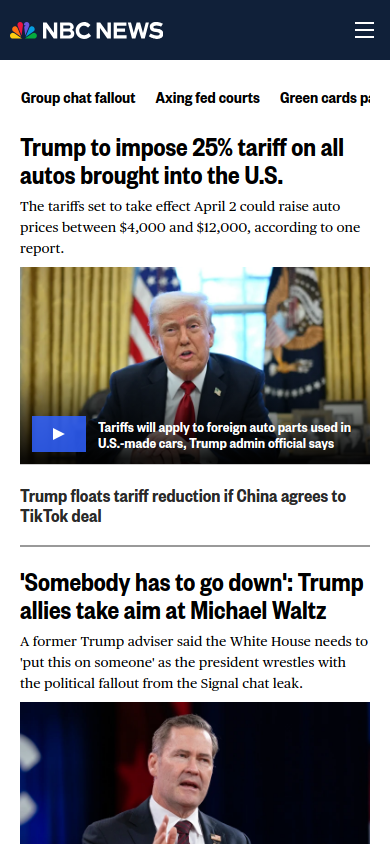 NBC NEWS
Group chat fallout Axing fed courts Green cards
Trump to impose 25% tariff on all
autos brought into the U.S.
The tariffs set to take effect April 2 could raise auto
prices between $4,000 and $12,000, according to one
report.
Tariffs will apply to foreign auto parts used in
U.S.-made cars, Trump admin official says
Trump floats tariff reduction if China agrees to
TikTok deal
'Somebody has to go down': Trump
allies take aim at Michael Waltz
A former Trump adviser said the White House needs to
'put this on someone' as the president wrestles with
the political fallout from the Signal chat leak.